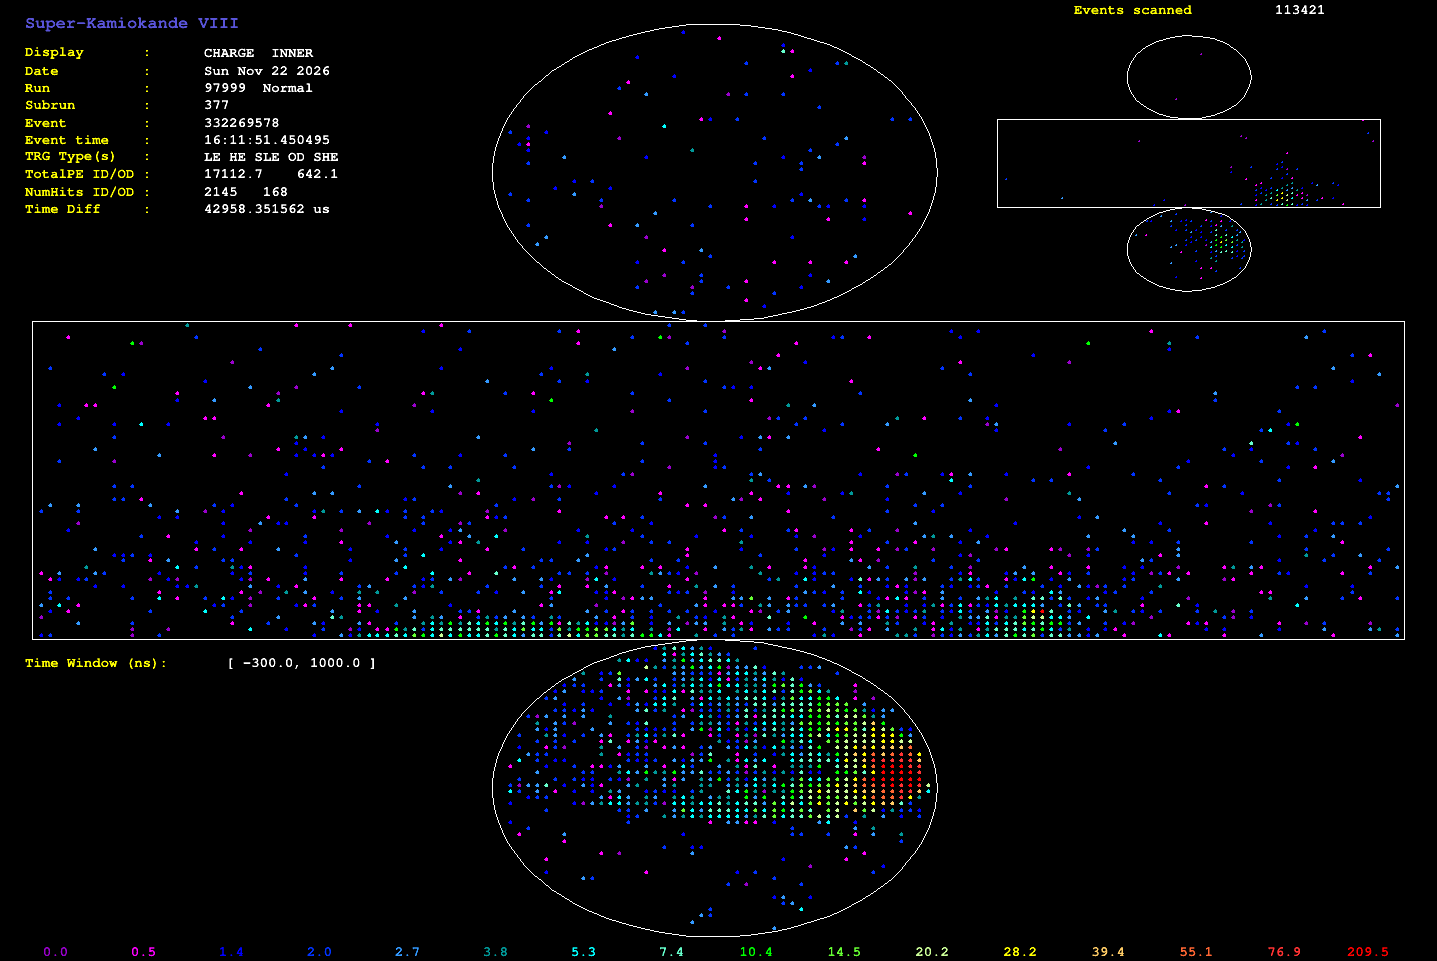 Super-Kamiokande VIII
Events scanned 113421
Display : CHARGE INNER
Date : Sun Nov 22 2026
Run : 97999 Normal
Subrun : 377
Event : 332269578
Event time : 16:11:51.450495
TRG Type(s) : LE HE SLE OD SHE
TotalPE ID/OD : 17112.7 642.1
NumHits ID/OD : 2145 168
Time Diff : 42958.351562 us
Time Window (ns): [ -300.0, 1000.0 ]
0.0 0.5 1.4 2.0 2.7 3.8 5.3 7.4 10.4 14.5 20.2 28.2 39.4 55.1 76.9 209.5